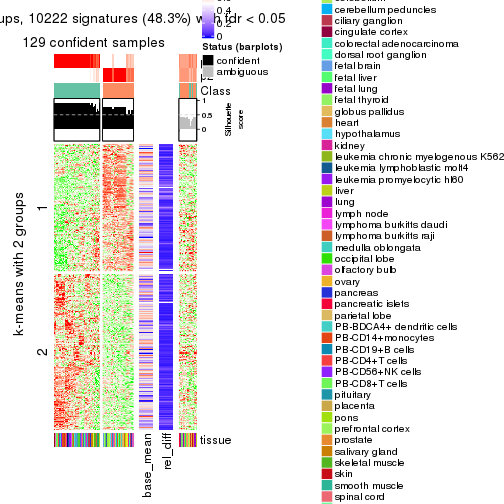 ups, 10222 signatures (48.3%) with fdr < 0.05
129 confident samples
0.4
0.2
0
Status (barplots)
confident
ambiguous
Class
1
0.5
0
Silhouette
score
k-means with 2 groups
1
2
base_mean
rel_diff
tissue
cerebellum peduncles
ciliary ganglion
cingulate cortex
colorectal adenocarcinoma
dorsal root ganglion
fetal brain
fetal liver
fetal lung
fetal thyroid
globus pallidus
heart
hypothalamus
kidney
leukemia chronic myelogenous K562
leukemia lymphoblastic molt4
leukemia promyelocytic hl60
liver
lung
lymph node
lymphoma burkitts daudi
lymphoma burkitts raji
medulla oblongata
occipital lobe
olfactory bulb
ovary
pancreas
pancreatic islets
parietal lobe
PB-BDCA4+ dendritic cells
PB-CD14+monocytes
PB-CD19+B cells
PB-CD4+T cells
PB-CD56+NK cells
PB-CD8+T cells
pituitary
placenta
pons
prefrontal cortex
prostate
salivary gland
skeletal muscle
skin
smooth muscle
spinal cord